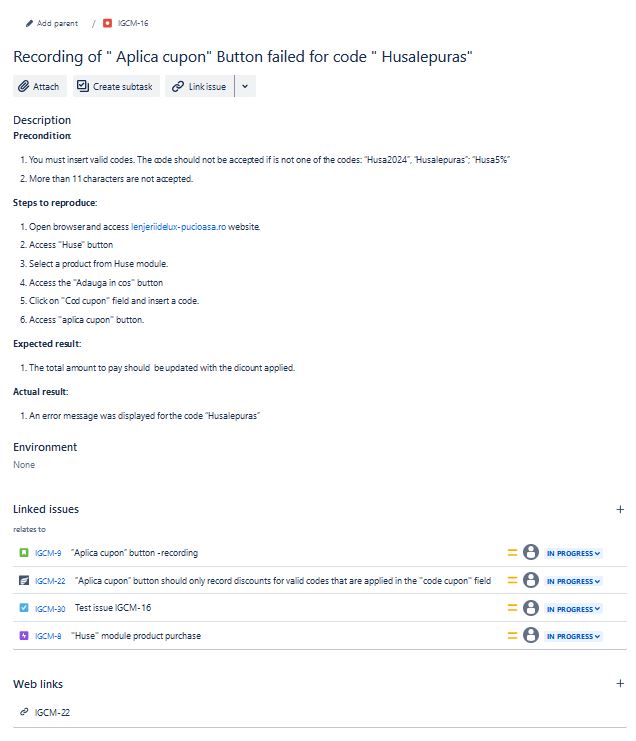 Add parent / IGCM-16
Recording of " Aplica cupon" Button failed for code " Husalepuras"
Attach Create subtask Link issue
Description
Precondition:
1. You must insert valid codes. The code should not be accepted if is not one of the codes: "Husa2024", "Husalepuras"; "Husa5%"
2. More than 11 characters are not accepted.
Steps to reproduce:
1. Open browser and access lenjeriidelux-pucioasa.ro website.
2. Access "Huse" button
3. Select a product from Huse module.
4. Access the "Adauga in cos" button
5. Click on "Cod cupon" field and insert a code.
6. Access "aplica cupon" button.
Expected result:
1. The total amount to pay should be updated with the dicount applied.
Actual result:
1. An error message was displayed for the code "Husalepuras"
Environment
None
Linked issues +
relates to
IGCM-9 "Aplica cupon" button -recording IN PROGRESS
IGCM-22 "Aplica cupon" button should only record discounts for valid codes that are applied in the "code cupon" field IN PROGRESS
IGCM-30 Test issue IGCM-16 IN PROGRESS
IGCM-8 "Huse" module product purchase IN PROGRESS
Web links +
IGCM-22